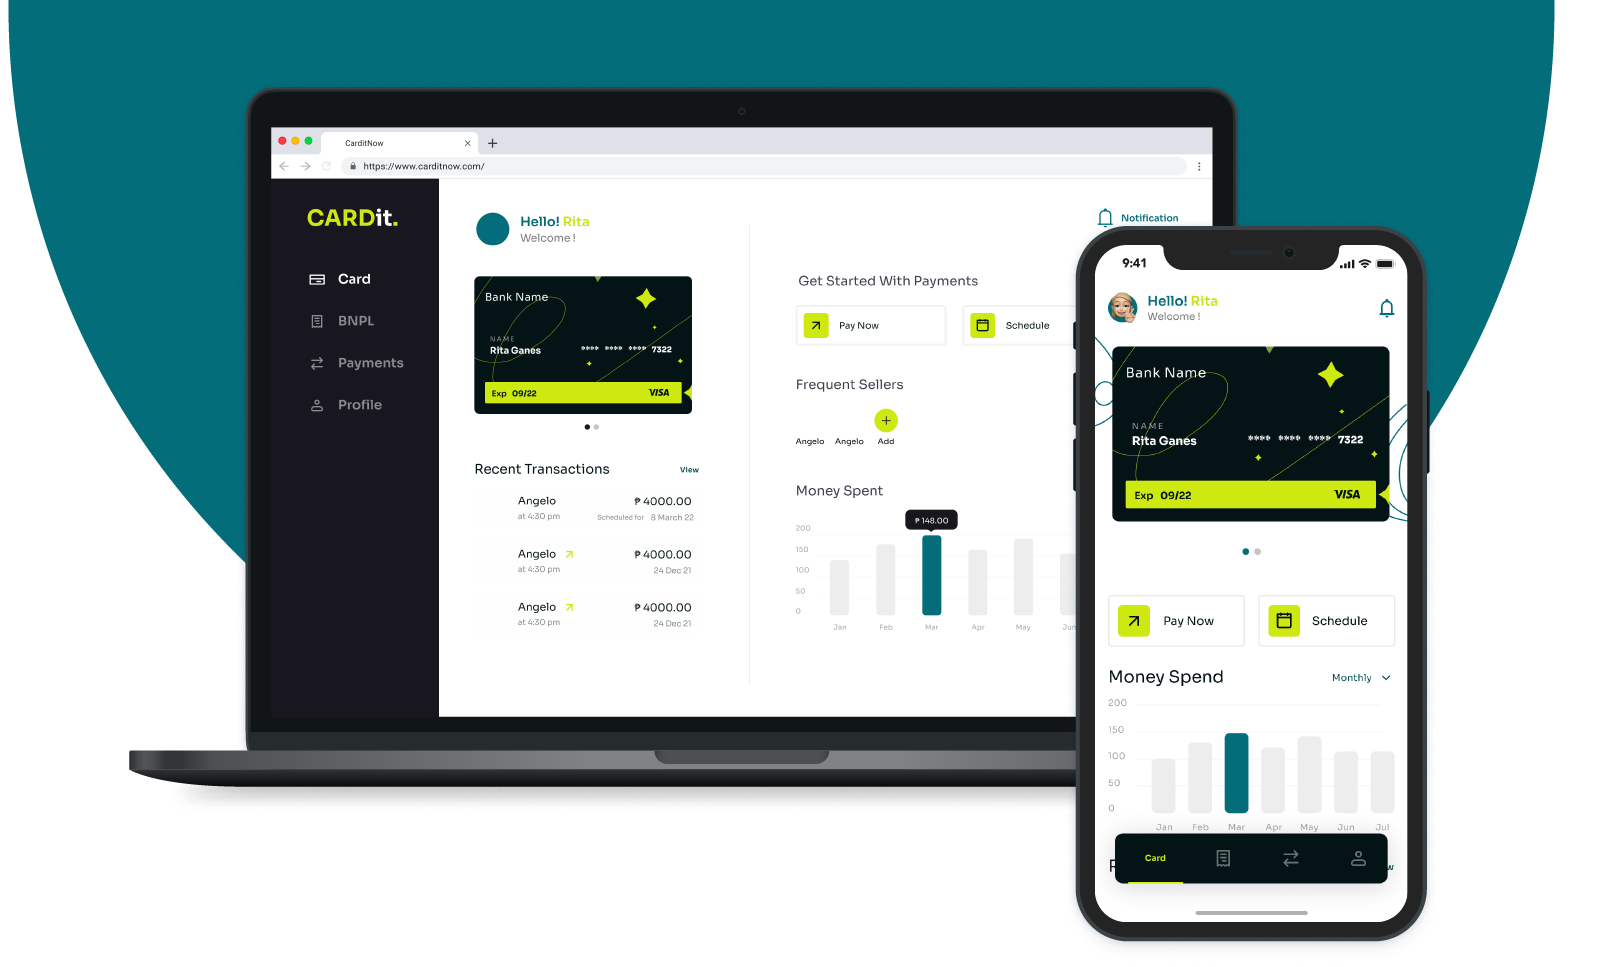 CarditNow
https://www.carditnow.com/
CARDit.
Card
BNPL
Payments
Profile
Hello! Rita
Welcome !
Notification
Bank Name
NAME
Rita Ganes
**** **** **** 7322
Exp 09/22
VISA
Recent Transactions
View
Angelo
₱ 4000.00
at 4:30 pm
Scheduled for 8 March 22
Angelo
₱ 4000.00
at 4:30 pm
24 Dec 21
Angelo
₱ 4000.00
at 4:30 pm
24 Dec 21
Get Started With Payments
Pay Now
Schedule
Frequent Sellers
Angelo
Angelo
Add
Money Spent
₱ 148.00
200
150
100
50
0
Jan Feb Mar Apr May Jun
9:41
Hello! Rita
Welcome !
Bank Name
NAME
Rita Ganes
**** **** **** 7322
Exp 09/22
VISA
Pay Now
Schedule
Money Spend
Monthly
200
150
100
50
0
Jan Feb Mar Apr May Jun Jul
Card